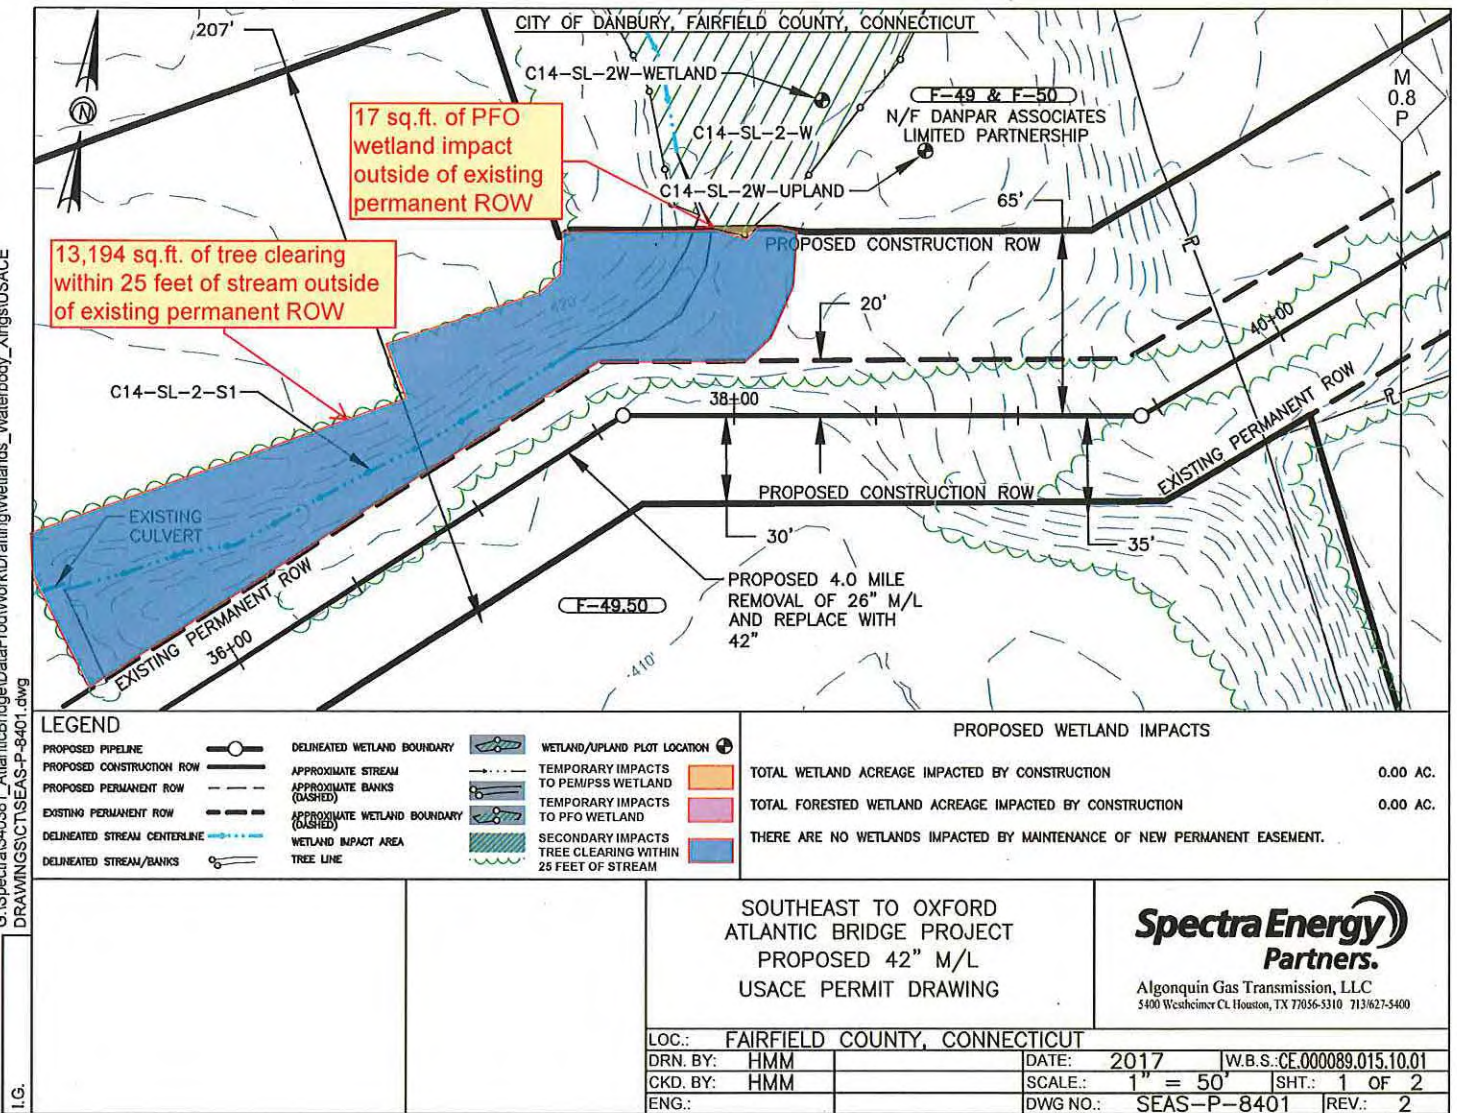 CITY OF DANBURY, FAIRFIELD COUNTY, CONNECTICUT
207'
C14-SL-2W-WETLAND
F-49 & F-50
N/F DANPAR ASSOCIATES
LIMITED PARTNERSHIP
M
0.8
P
N
17 sq.ft. of PFO
wetland impact
outside of existing
permanent ROW
C14-SL-2-W
C14-SL-2W-UPLAND
65'
PROPOSED CONSTRUCTION ROW
13,194 sq.ft. of tree clearing
within 25 feet of stream outside
of existing permanent ROW
420'
20'
40+00
PL
C14-SL-2-S1
38+00
EXISTING PERMANENT ROW
PL
PROPOSED CONSTRUCTION ROW
EXISTING
CULVERT
30'
35'
PROPOSED 4.0 MILE
REMOVAL OF 26" M/L
AND REPLACE WITH
42"
F-49.50
EXISTING PERMANENT ROW
36+00
410'
LEGEND
PROPOSED PIPELINE
PROPOSED CONSTRUCTION ROW
PROPOSED PERMANENT ROW
EXISTING PERMANENT ROW
DELINEATED STREAM CENTERLINE
DELINEATED STREAM/BANKS
DELINEATED WETLAND BOUNDARY
APPROXIMATE STREAM
APPROXIMATE BANKS
(DASHED)
APPROXIMATE WETLAND BOUNDARY
(DASHED)
WETLAND IMPACT AREA
TREE LINE
WETLAND/UPLAND PLOT LOCATION
TEMPORARY IMPACTS
TO PEM/PSS WETLAND
TEMPORARY IMPACTS
TO PFO WETLAND
SECONDARY IMPACTS
TREE CLEARING WITHIN
25 FEET OF STREAM
PROPOSED WETLAND IMPACTS
TOTAL WETLAND ACREAGE IMPACTED BY CONSTRUCTION 0.00 AC.
TOTAL FORESTED WETLAND ACREAGE IMPACTED BY CONSTRUCTION 0.00 AC.
THERE ARE NO WETLANDS IMPACTED BY MAINTENANCE OF NEW PERMANENT EASEMENT.
SOUTHEAST TO OXFORD
ATLANTIC BRIDGE PROJECT
PROPOSED 42" M/L
USACE PERMIT DRAWING
Spectra Energy
Partners.
Algonquin Gas Transmission, LLC
5400 Westheimer Ct. Houston, TX 77056-5310 713/627-5400
LOC.: FAIRFIELD COUNTY, CONNECTICUT
DRN. BY: HMM DATE: 2017 W.B.S.:CE.000089.015.10.01
CKD. BY: HMM SCALE.: 1" = 50' SHT.: 1 OF 2
ENG.: DWG NO.: SEAS-P-8401 REV.: 2
DRAWINGS\CT\SEAS-P-8401.dwg
I.G.